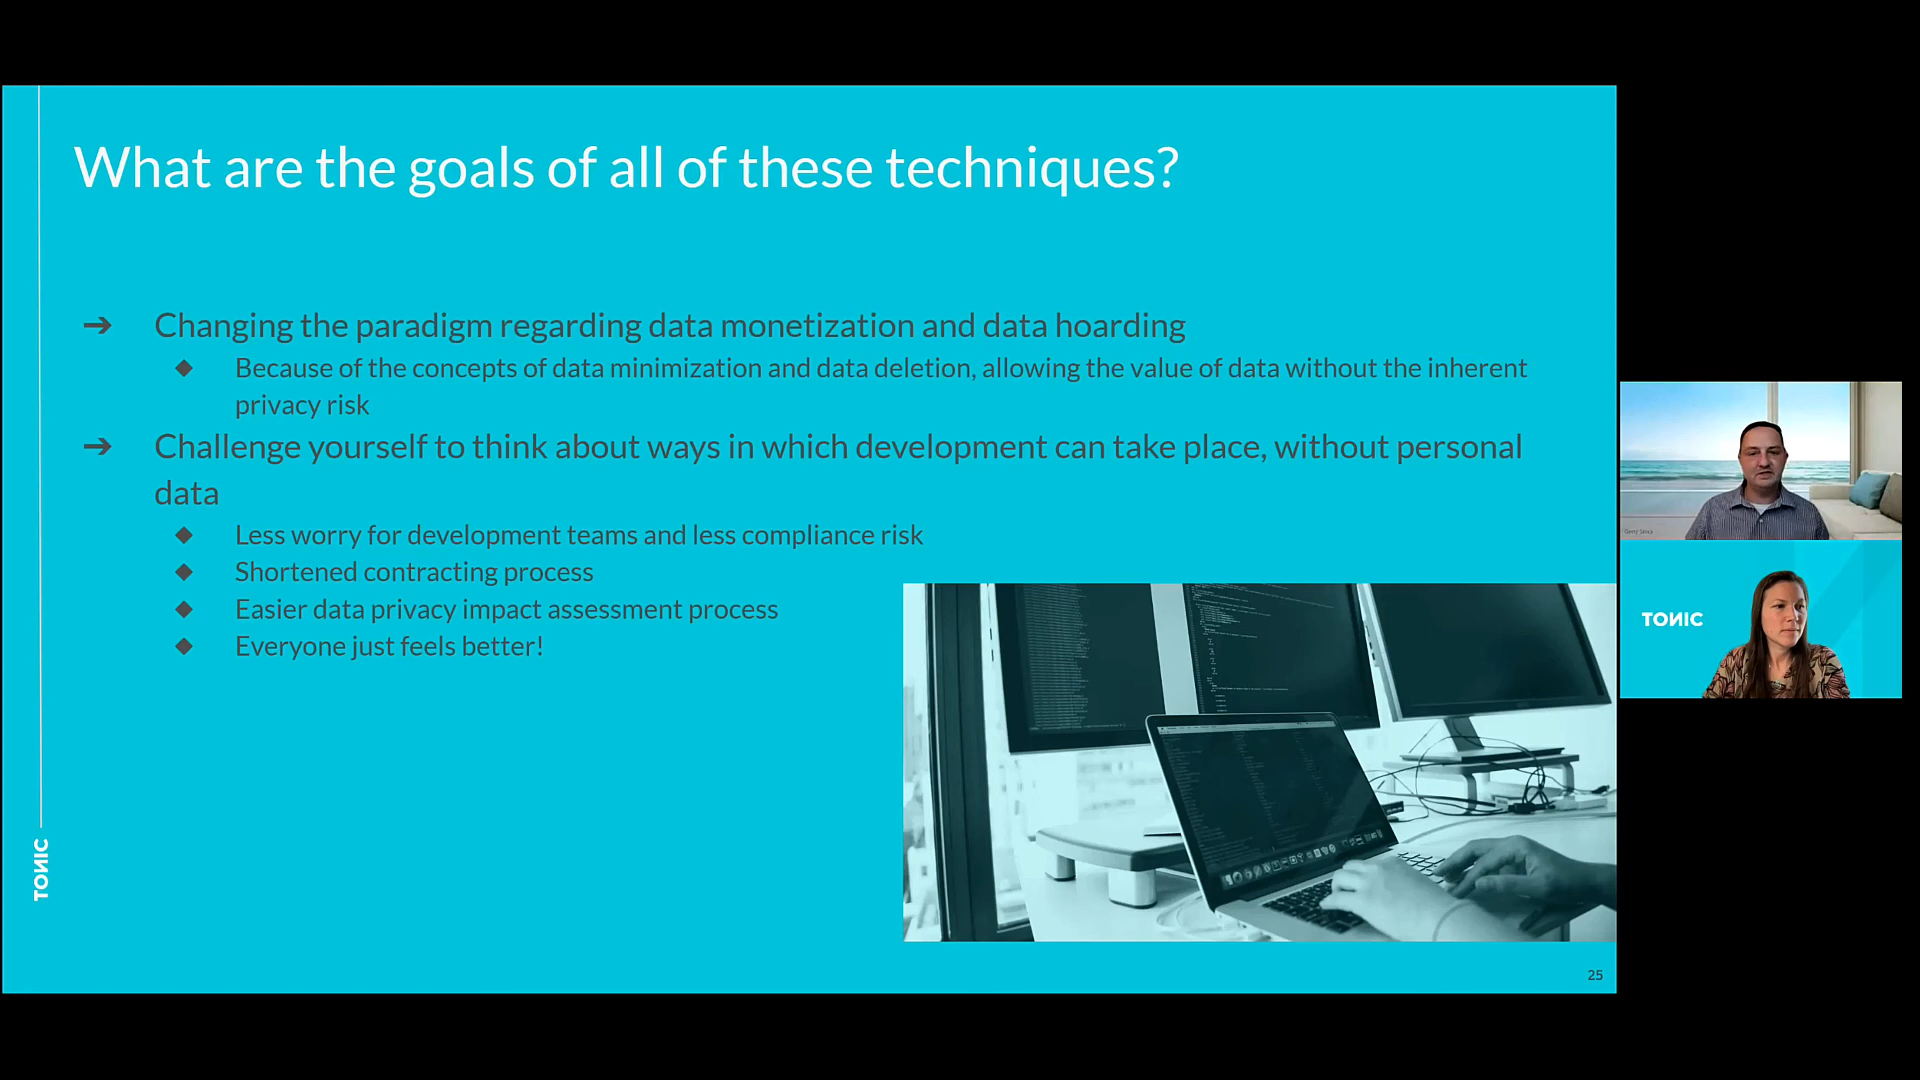 What are the goals of all of these techniques?
➔ Changing the paradigm regarding data monetization and data hoarding
◆ Because of the concepts of data minimization and data deletion, allowing the value of data without the inherent
privacy risk
➔ Challenge yourself to think about ways in which development can take place, without personal
data
◆ Less worry for development teams and less compliance risk
◆ Shortened contracting process
◆ Easier data privacy impact assessment process
◆ Everyone just feels better!
TONIC
25
TONIC